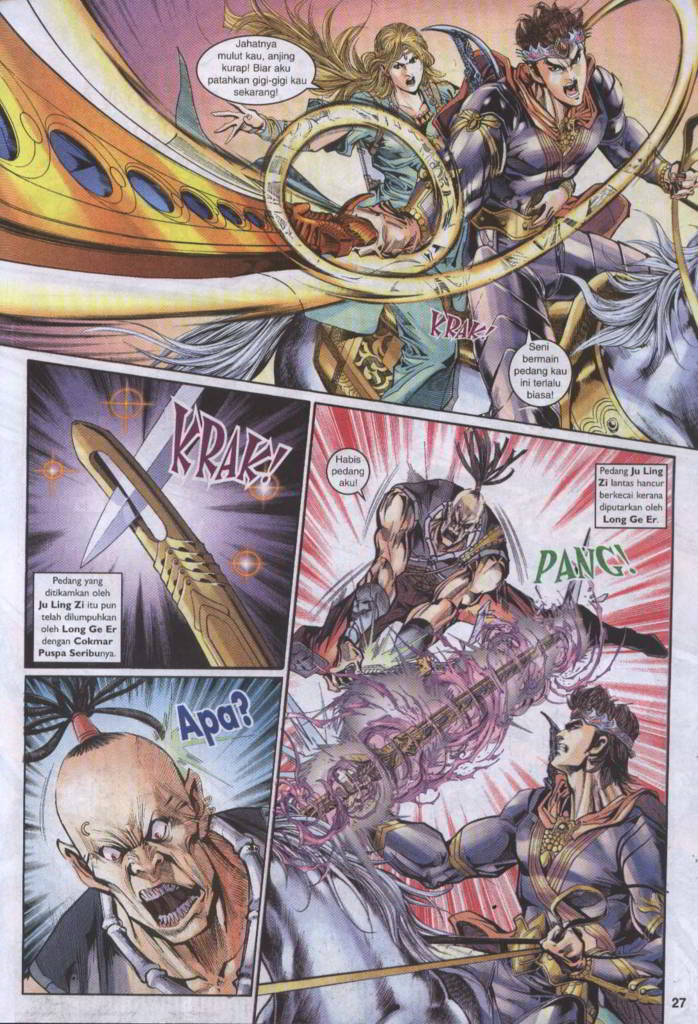 Jahatnya
mulut kau, anjing
kurap! Biar aku
patahkan gigi-gigi kau
sekarang!
KRAK!
Seni
bermain
pedang kau
ini terlalu
biasa!
KRAK!
Pedang yang
ditikamkan oleh
Ju Ling Zi itu pun
telah dilumpuhkan
oleh Long Ge Er
dengan Cokmar
Puspa Seribunya.
Habis
pedang
aku!
Pedang Ju Ling
Zi lantas hancur
berkecai kerana
diputarkan oleh
Long Ge Er.
PANG!
Apa?
27